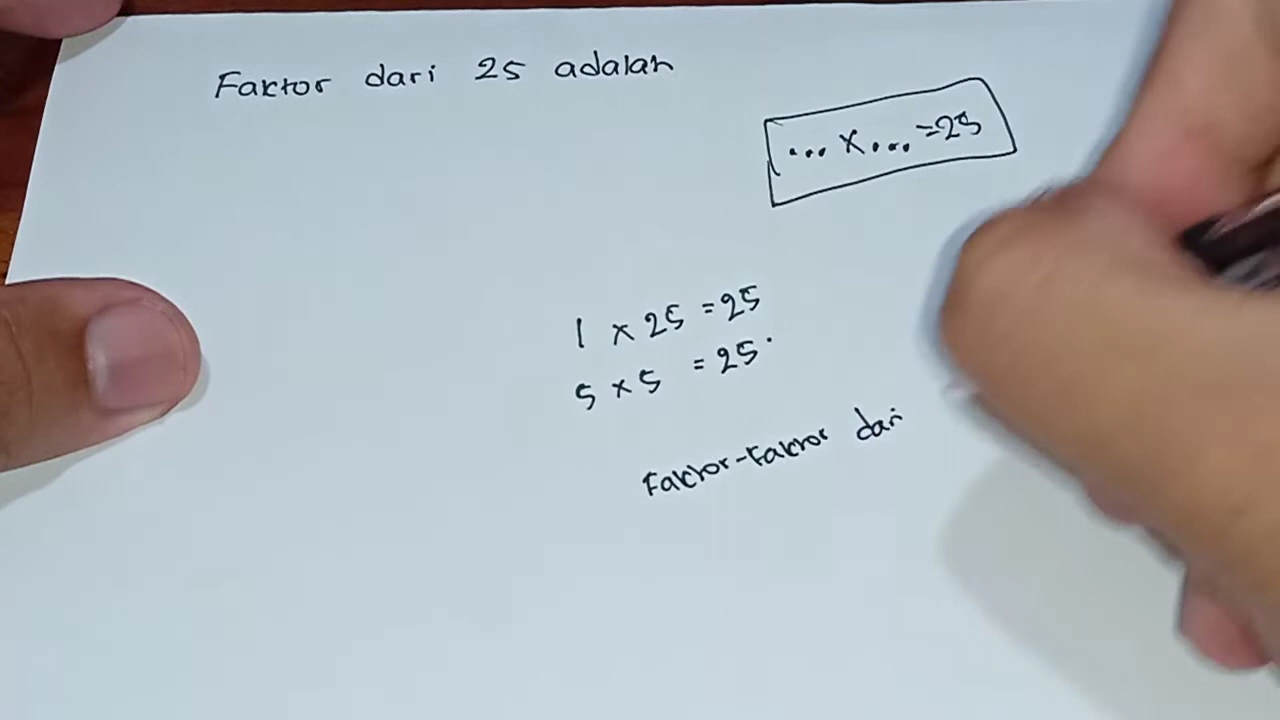 Faktor dari 25 adalah
... x ... = 25
1 x 25 = 25
5 x 5 = 25
Faktor-Faktor dari